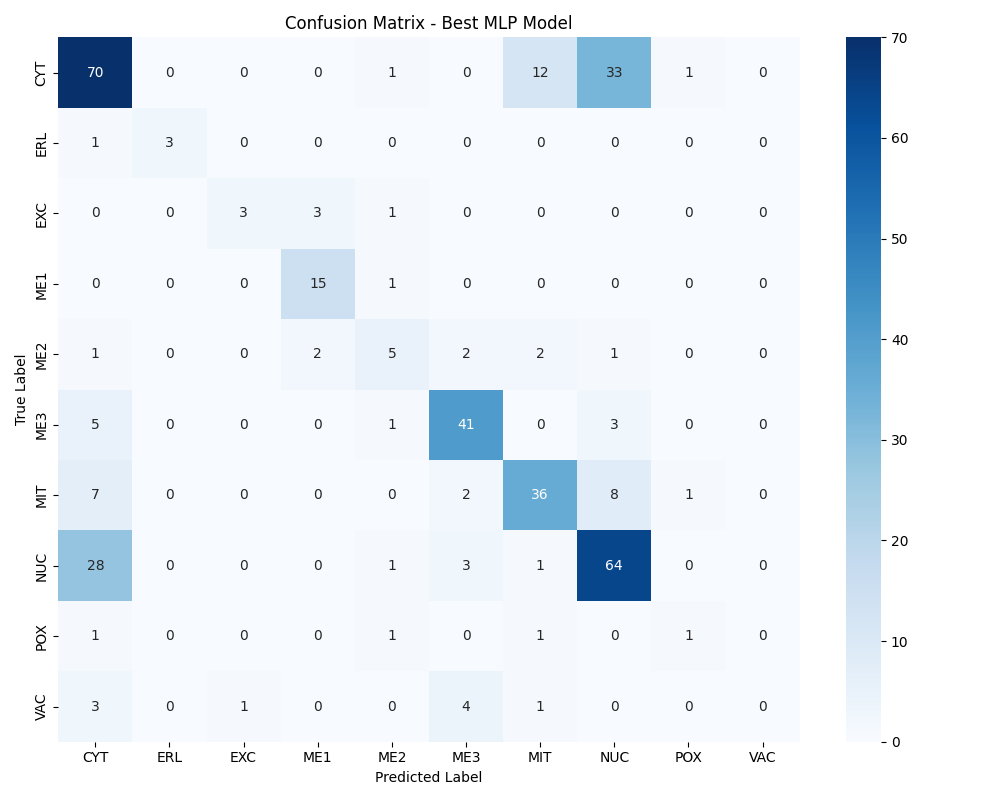 Confusion Matrix - Best MLP Model
CYT 70 0 0 0 1 0 12 33 1 0
ERL 1 3 0 0 0 0 0 0 0 0
EXC 0 0 3 3 1 0 0 0 0 0
ME1 0 0 0 15 1 0 0 0 0 0
ME2 1 0 0 2 5 2 2 1 0 0
ME3 5 0 0 0 1 41 0 3 0 0
MIT 7 0 0 0 0 2 36 8 1 0
NUC 28 0 0 0 1 3 1 64 0 0
POX 1 0 0 0 1 0 1 0 1 0
VAC 3 0 1 0 0 4 1 0 0 0
CYT ERL EXC ME1 ME2 ME3 MIT NUC POX VAC
Predicted Label
True Label
70
60
50
40
30
20
10
0